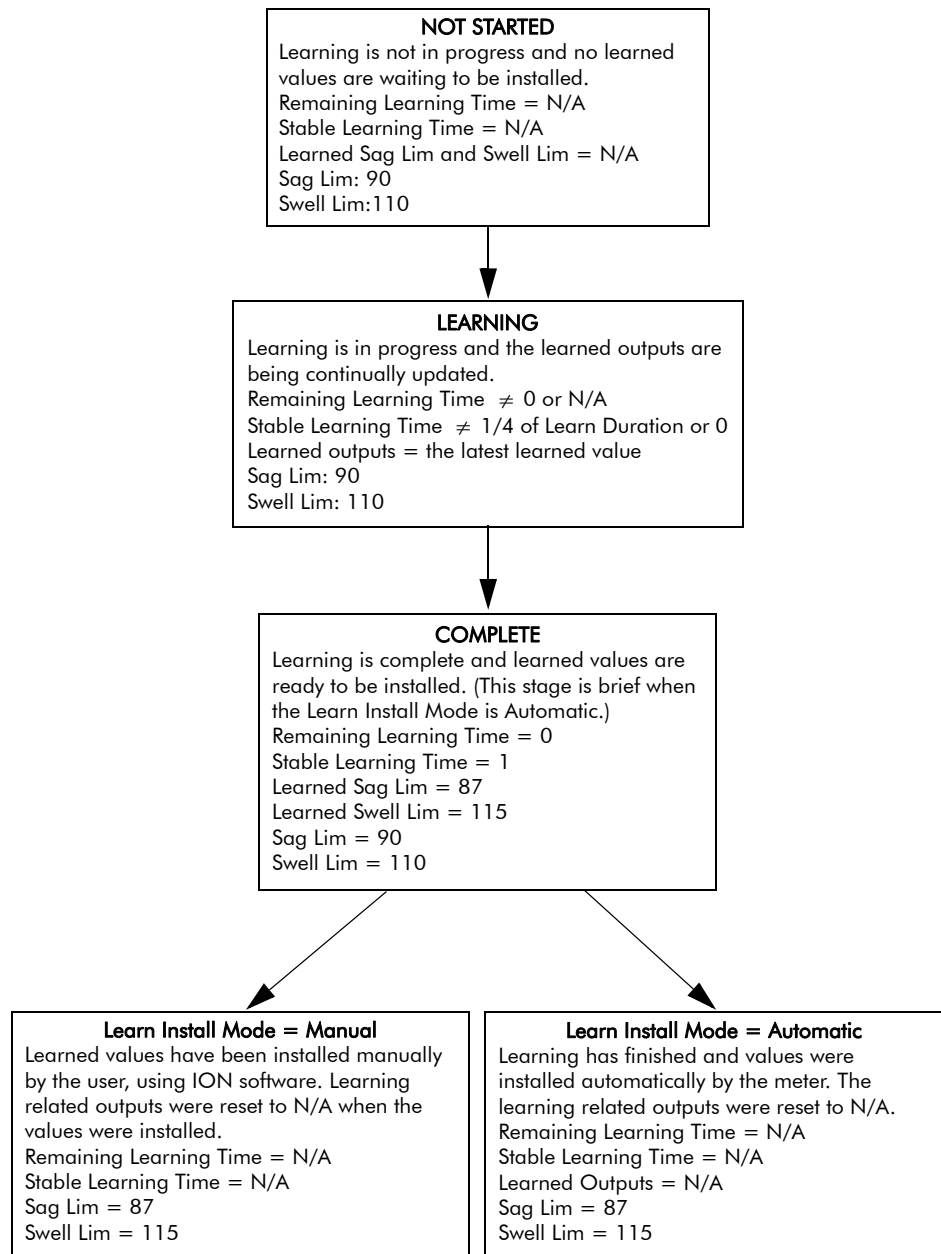 NOT STARTED
Learning is not in progress and no learned
values are waiting to be installed.
Remaining Learning Time = N/A
Stable Learning Time = N/A
Learned Sag Lim and Swell Lim = N/A
Sag Lim: 90
Swell Lim:110
LEARNING
Learning is in progress and the learned outputs are
being continually updated.
Remaining Learning Time ≠ 0 or N/A
Stable Learning Time ≠ 1/4 of Learn Duration or 0
Learned outputs = the latest learned value
Sag Lim: 90
Swell Lim: 110
COMPLETE
Learning is complete and learned values are
ready to be installed. (This stage is brief when
the Learn Install Mode is Automatic.)
Remaining Learning Time = 0
Stable Learning Time = 1
Learned Sag Lim = 87
Learned Swell Lim = 115
Sag Lim = 90
Swell Lim = 110
Learn Install Mode = Manual
Learned values have been installed manually
by the user, using ION software. Learning
related outputs were reset to N/A when the
values were installed.
Remaining Learning Time = N/A
Stable Learning Time = N/A
Sag Lim = 87
Swell Lim = 115
Learn Install Mode = Automatic
Learning has finished and values were
installed automatically by the meter. The
learning related outputs were reset to N/A.
Remaining Learning Time = N/A
Stable Learning Time = N/A
Learned Outputs = N/A
Sag Lim = 87
Swell Lim = 115